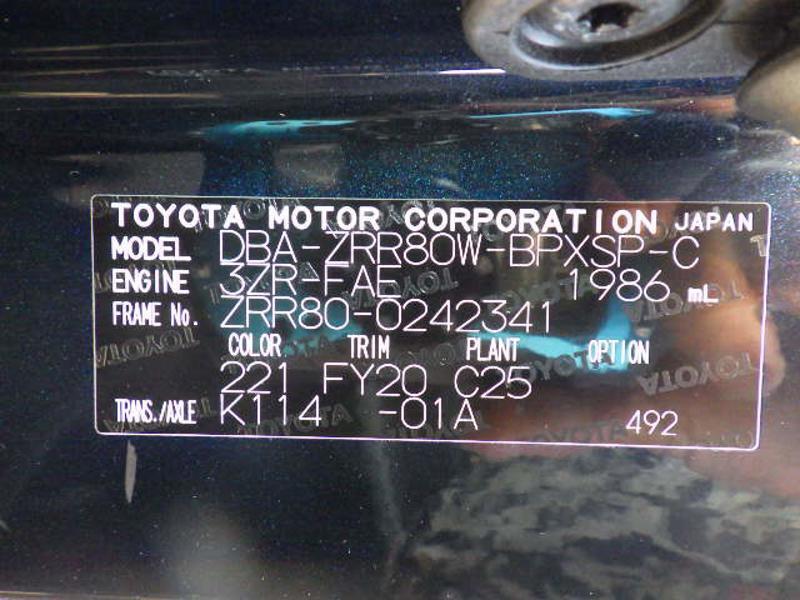 TOYOTA MOTOR CORPORATION JAPAN
MODEL DBA-ZRR80W-BPXSP-C
ENGINE 3ZR-FAE 1986 mL
FRAME No. ZRR80-0242341
COLOR TRIM PLANT OPTION
221 FY20 C25
TRANS./AXLE K114 -01A 492